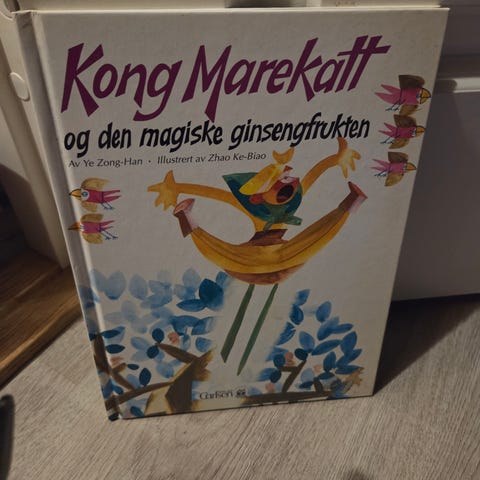 Kong Marekatt
og den magiske ginsengfrukten
Av Ye Zong-Han · Illustrert av Zhao Ke-Biao
Carlsen